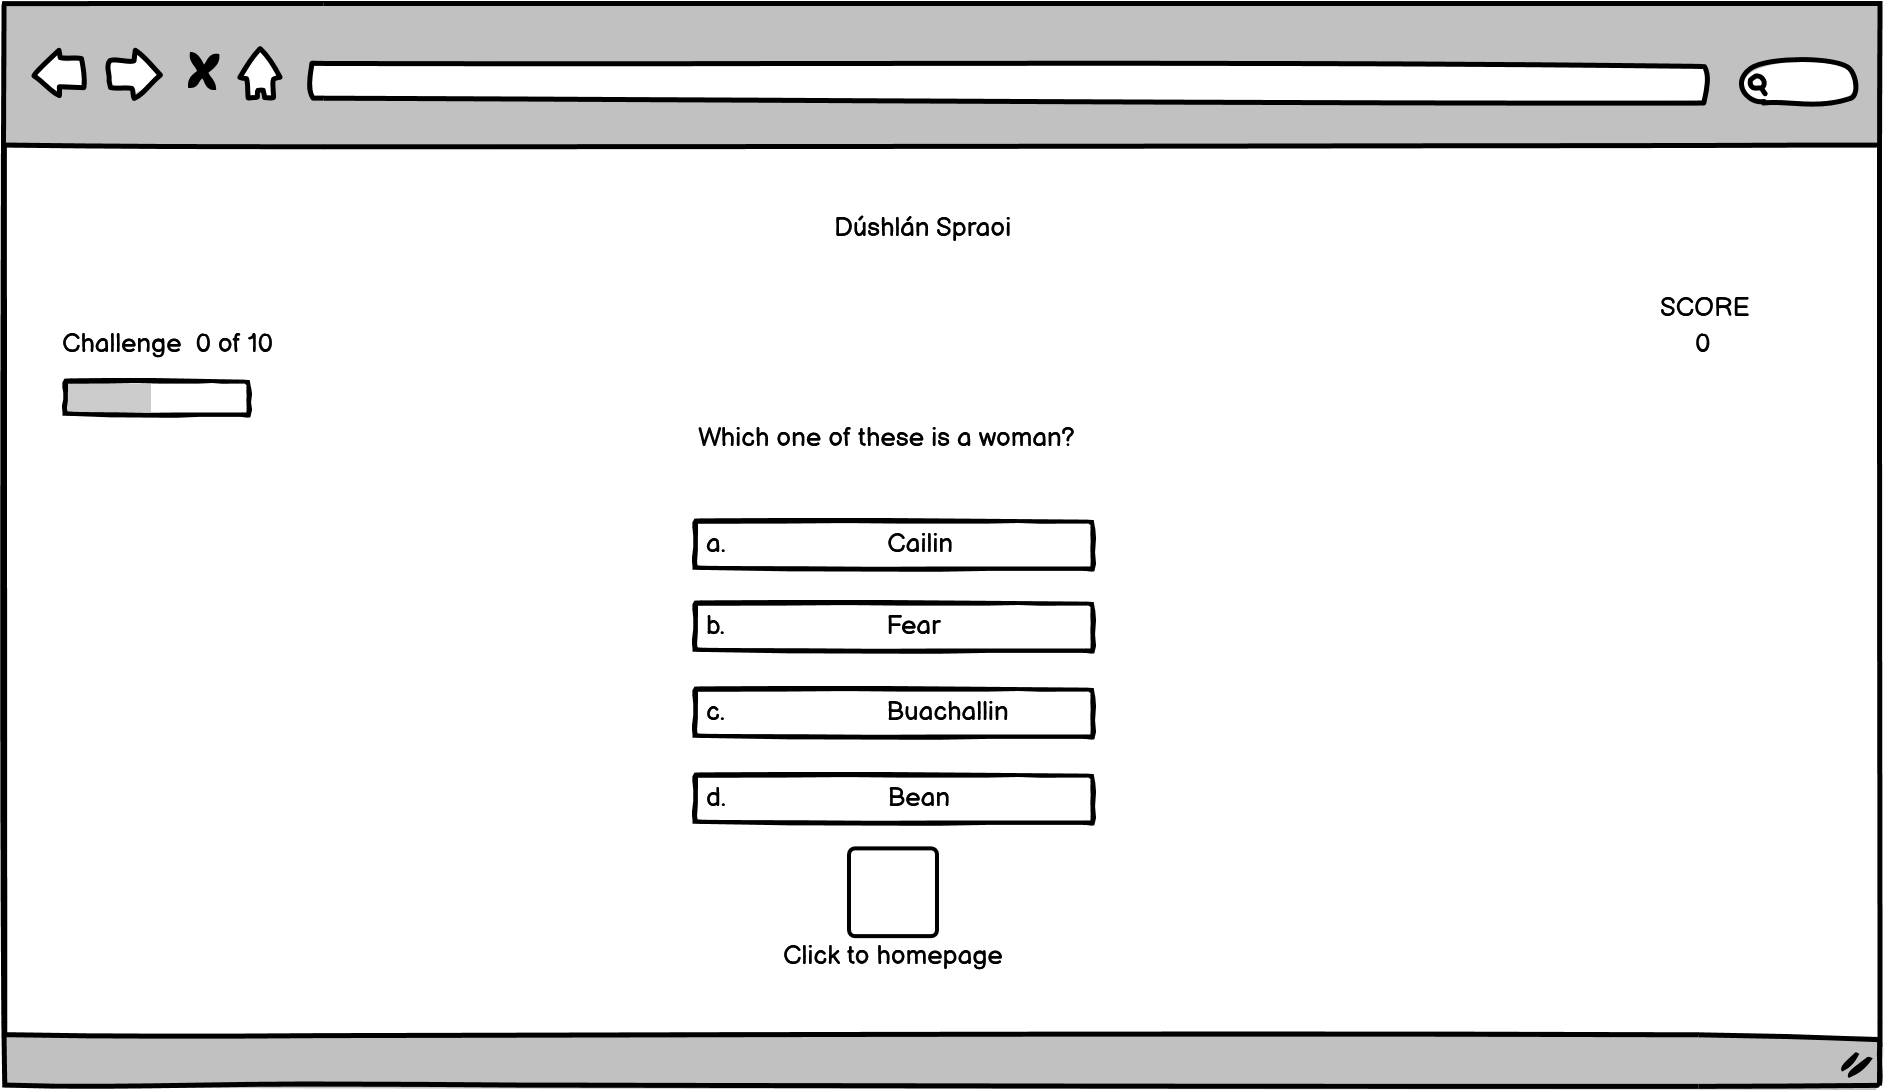 Dúshlán Spraoi
SCORE
0
Challenge 0 of 10
Which one of these is a woman?
a. Cailin
b. Fear
c. Buachallin
d. Bean
Click to homepage